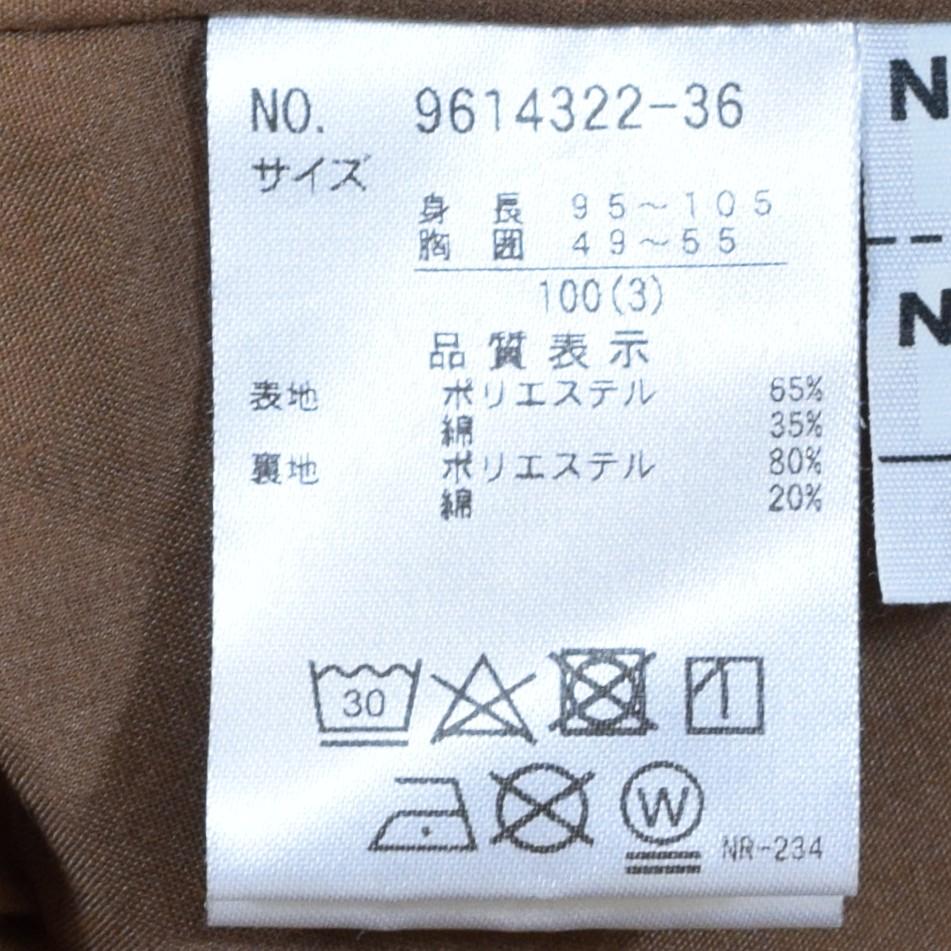 NO. 9614322-36
サイズ
身長 95~105
胸囲 49~55
100(3)
品質表示
表地 ポリエステル 65%
綿 35%
裏地 ポリエステル 80%
綿 20%
30
W
NR-234
N
N